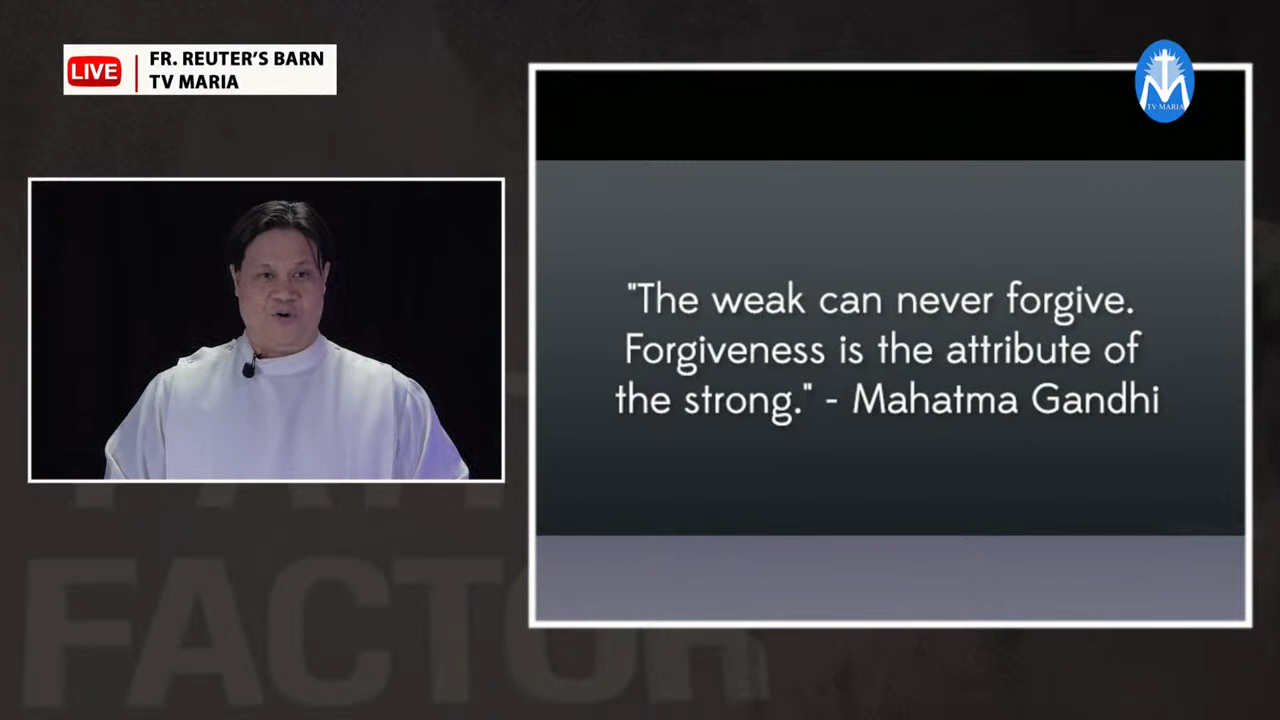 LIVE
FR. REUTER'S BARN
TV MARIA
TV MARIA
"The weak can never forgive.
Forgiveness is the attribute of
the strong." - Mahatma Gandhi
FACTOR